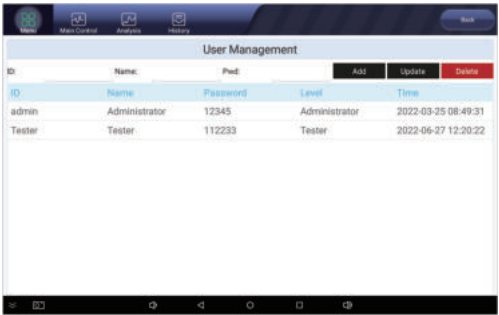 Menu Main Control Analysis History Back
User Management
ID: Name: Pwd: Add Update Delete
ID Name Password Level Time
admin Administrator 12345 Administrator 2022-03-25 08:49:31
Tester Tester 112233 Tester 2022-06-27 12:20:22